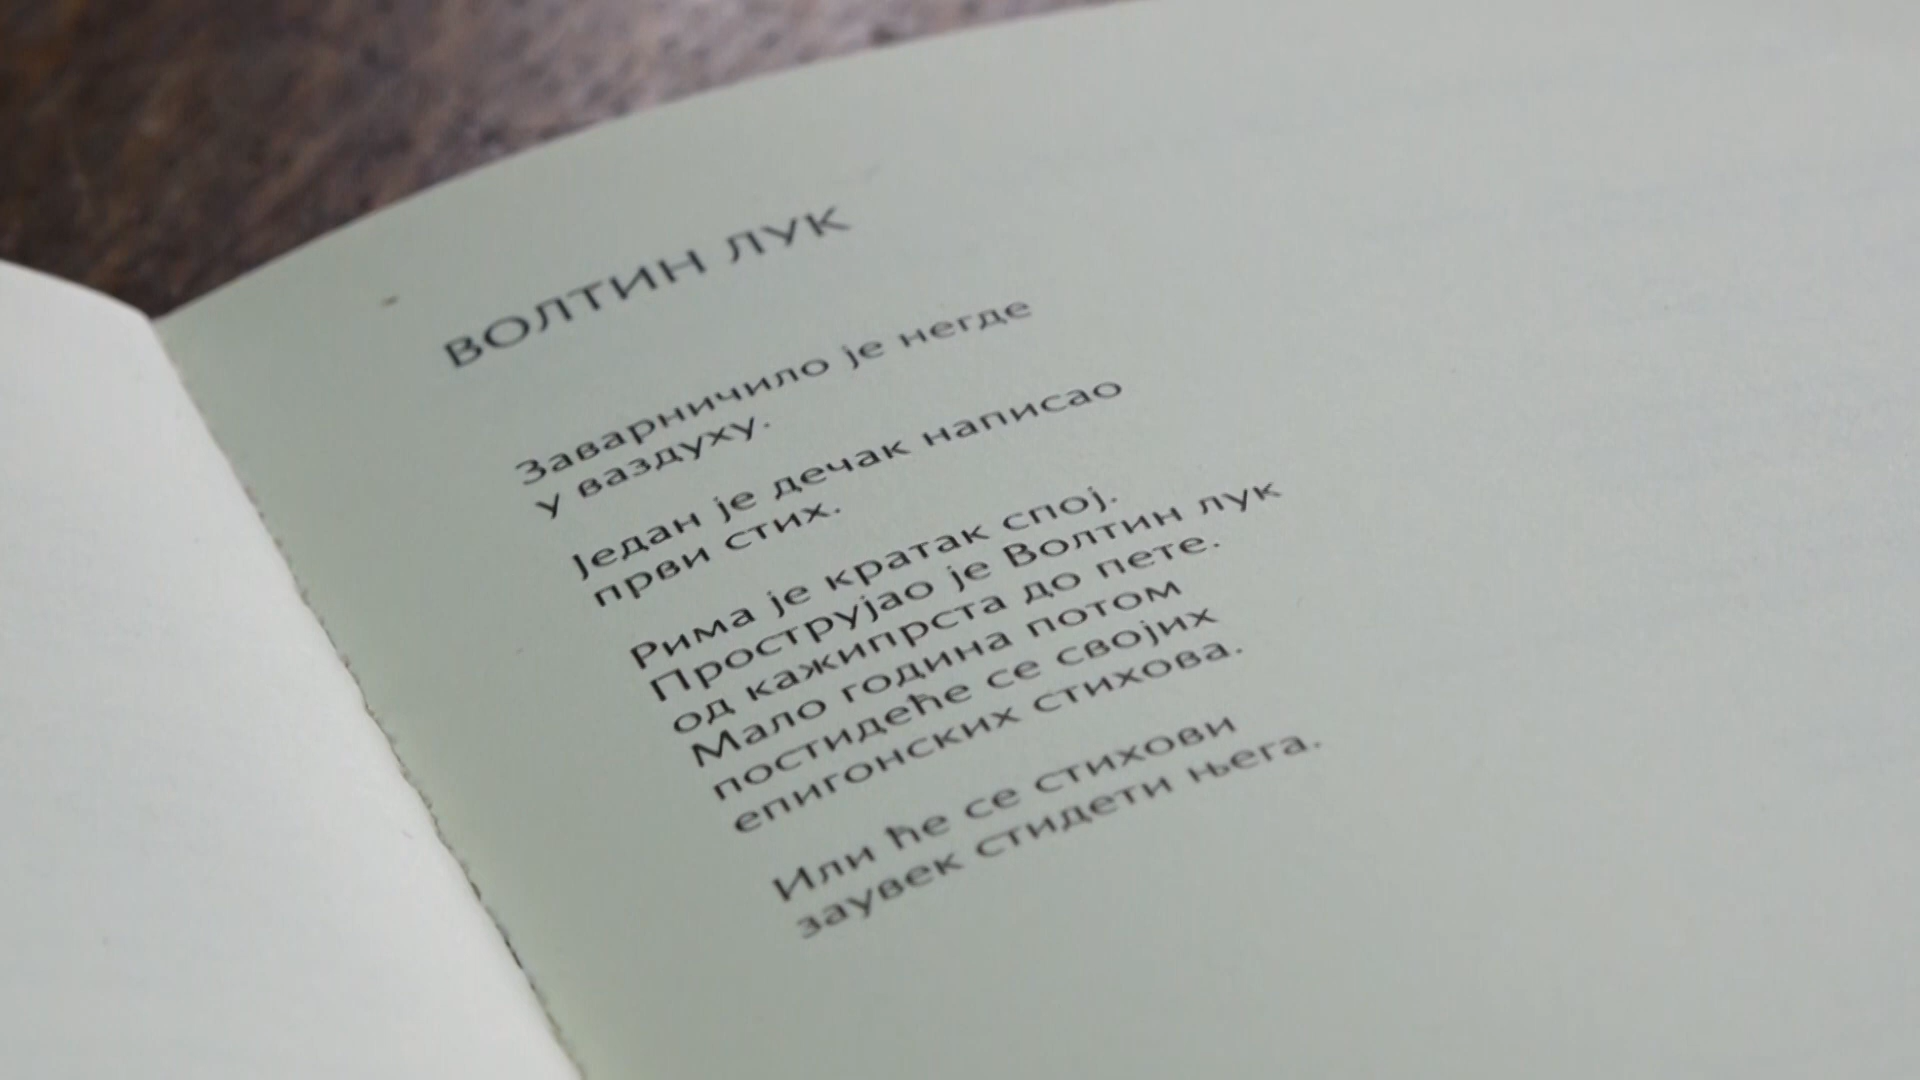 ВОЛТИН ЛУК
Заварничило је негде
у ваздуху.
Један је дечак написао
први стих.
Рима је кратак спој.
Прострујао је Волтин лук
од кажипрста до пете.
Мало година потом
постидеће се својих
епигонских стихова.
Или ће се стихови
заувек стидети њега.